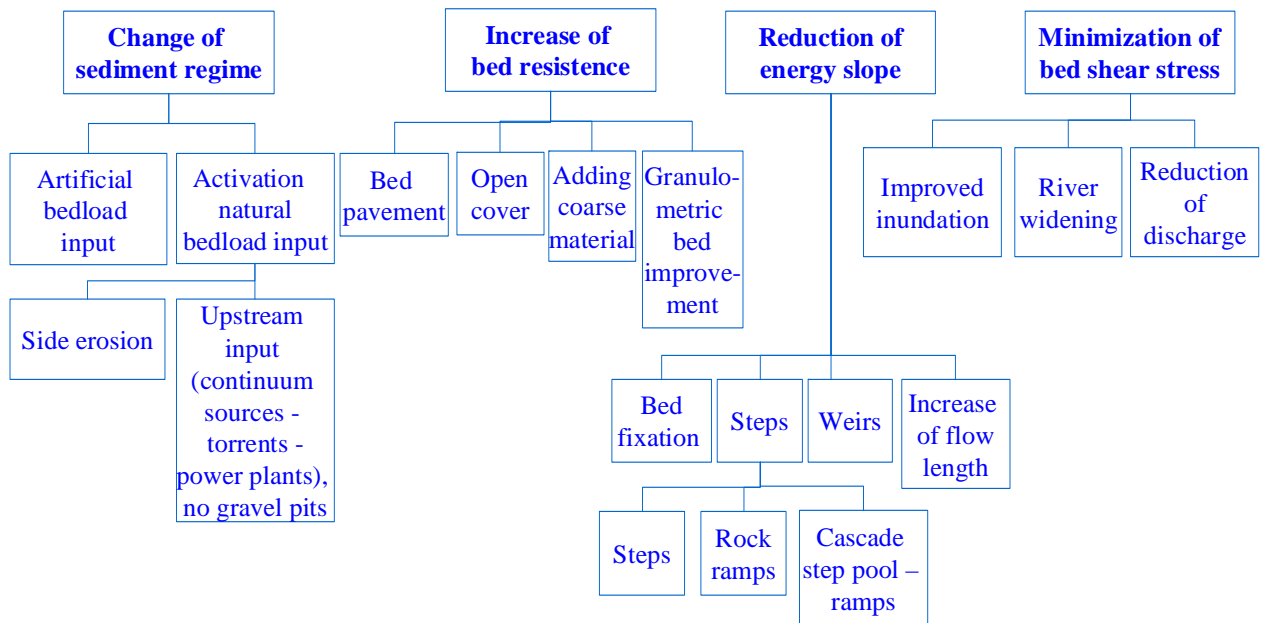 Change of
sediment regime
Increase of
bed resistence
Reduction of
energy slope
Minimization of
bed shear stress
Artificial
bedload
input
Activation
natural
bedload input
Bed
pavement
Open
cover
Adding
coarse
material
Granulo-
metric
bed
improve-
ment
Improved
inundation
River
widening
Reduction
of
discharge
Side erosion
Upstream
input
(continuum
sources -
torrents -
power plants),
no gravel pits
Bed
fixation
Steps
Weirs
Increase
of flow
length
Steps
Rock
ramps
Cascade
step pool –
ramps